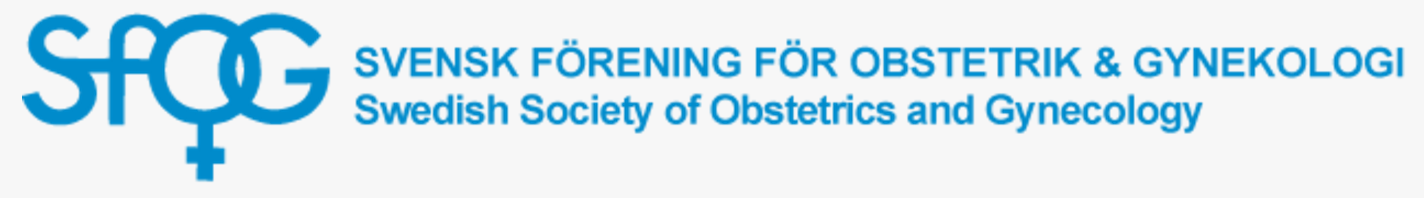 SfOG
SVENSK FÖRENING FÖR OBSTETRIK & GYNEKOLOGI
Swedish Society of Obstetrics and Gynecology